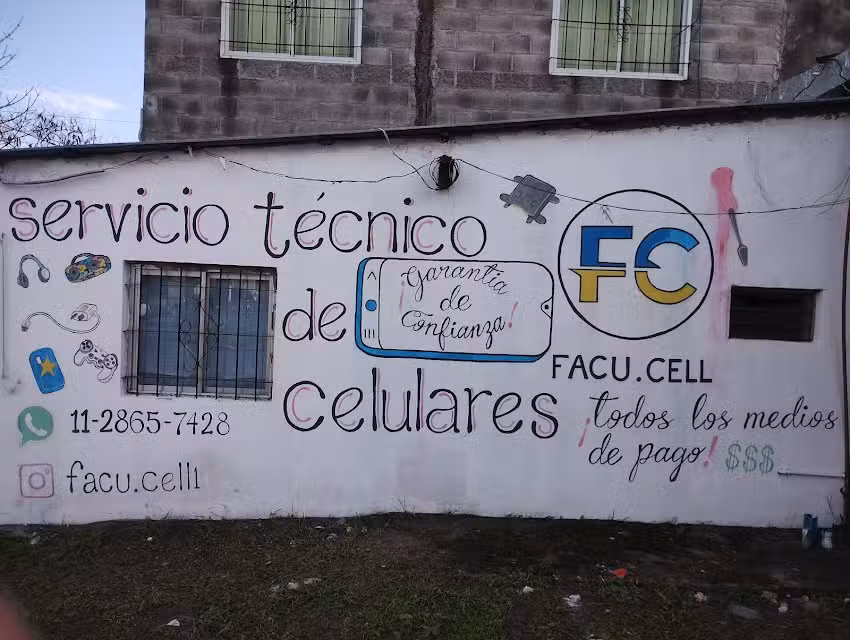 servicio técnico
de
celulares
¡Garantía
de
Confianza!
FC
FACU.CELL
¡todos los medios
de pago! $$$
11-2865-7428
facu.cell1